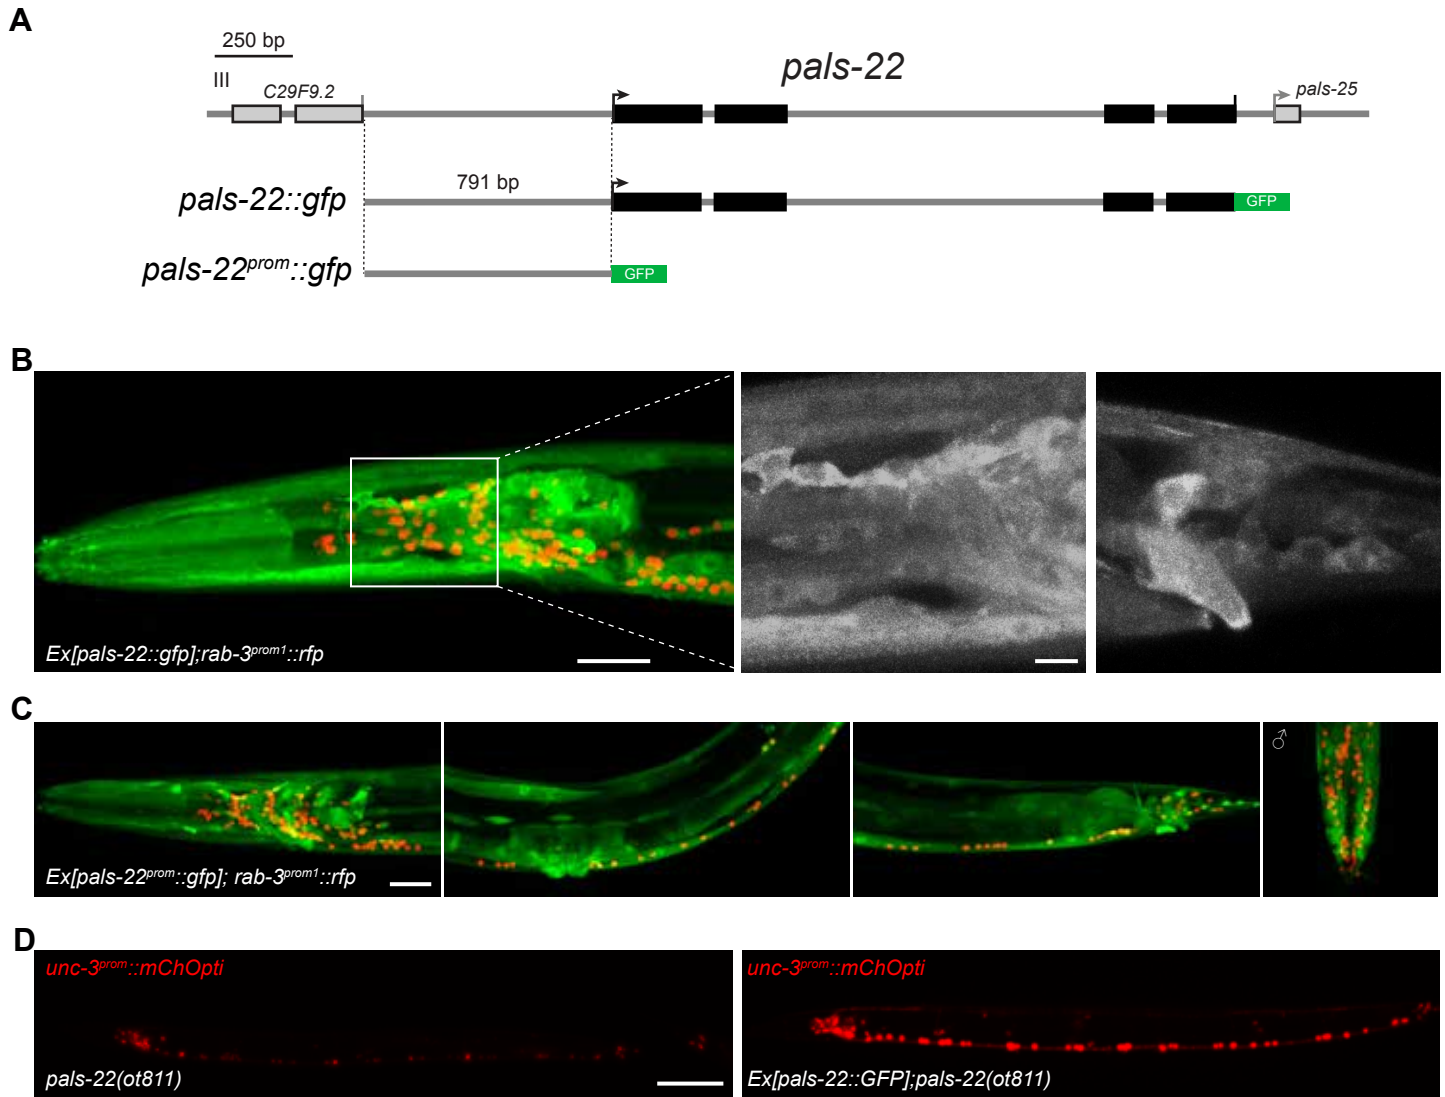 A
250 bp
III
C29F9.2
pals-22
pals-25
791 bp
pals-22::gfp
GFP
pals-22prom::gfp
GFP
B
Ex[pals-22::gfp];rab-3prom1::rfp
C
♂
Ex[pals-22prom::gfp]; rab-3prom1::rfp
D
unc-3prom::mChOpti
unc-3prom::mChOpti
pals-22(ot811)
Ex[pals-22::GFP];pals-22(ot811)